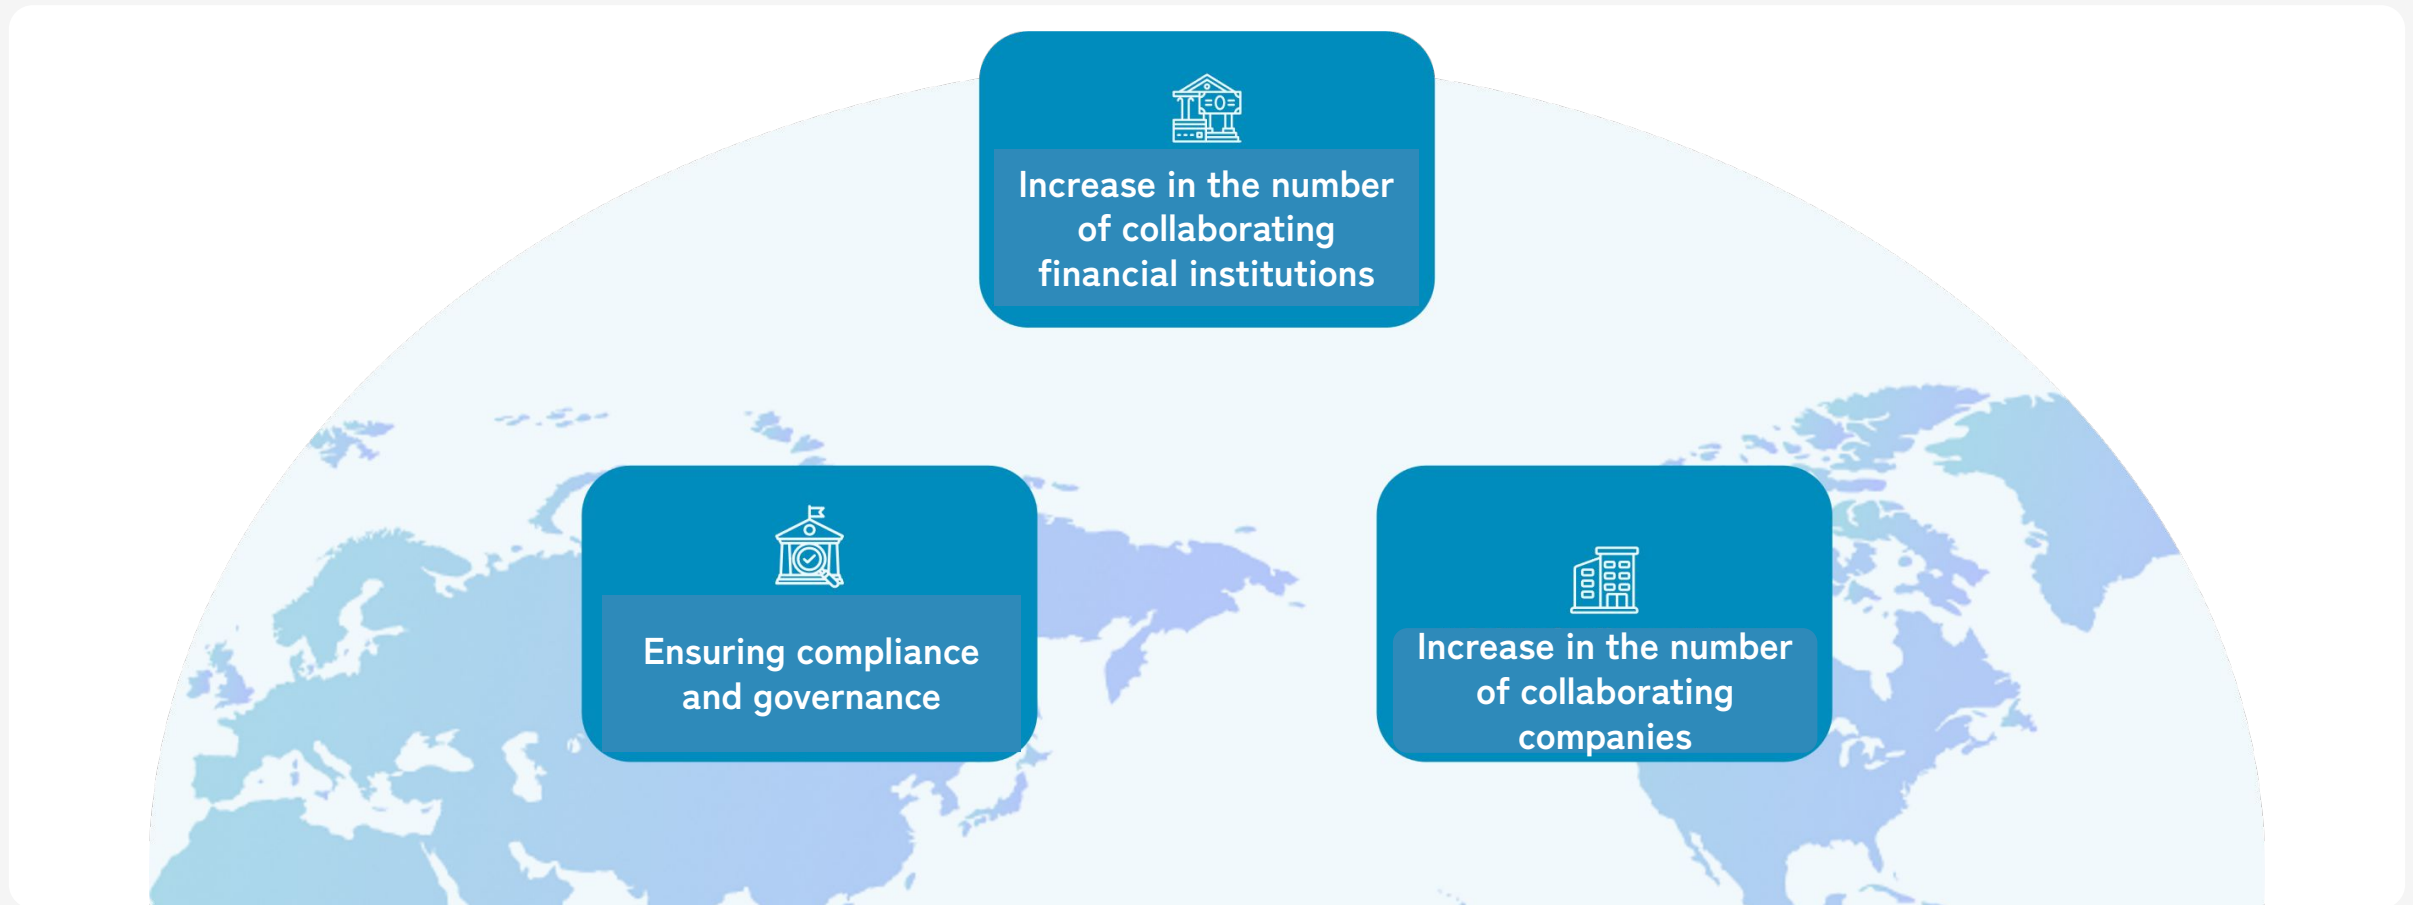 Increase in the number
of collaborating
financial institutions
Ensuring compliance
and governance
Increase in the number
of collaborating
companies